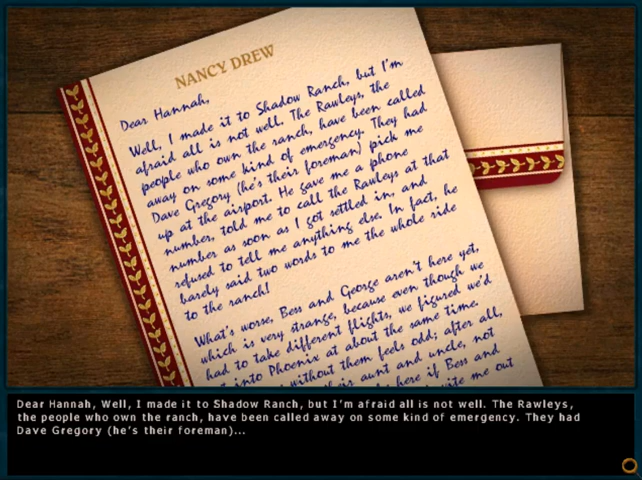 NANCY DREW
Dear Hannah,
Well, I made it to Shadow Ranch, but I'm
afraid all is not well. The Rawleys, the
people who own the ranch, have been called
away on some kind of emergency. They had
Dave Gregory (he's their foreman) pick me
up at the airport. He gave me a phone
number, told me to call the Rawleys at that
number as soon as I got settled in, and
refused to tell me anything else. In fact, he
barely said two words to me the whole ride
to the ranch!
What's worse, Bess and George aren't here yet,
which is very strange, because even though we
had to take different flights, we figured we'd
into Phoenix at about the same time.
without them feels odd; after all,
their aunt and uncle, not
here if Bess and
me out
Dear Hannah, Well, I made it to Shadow Ranch, but I'm afraid all is not well. The Rawleys,
the people who own the ranch, have been called away on some kind of emergency. They had
Dave Gregory (he's their foreman)...